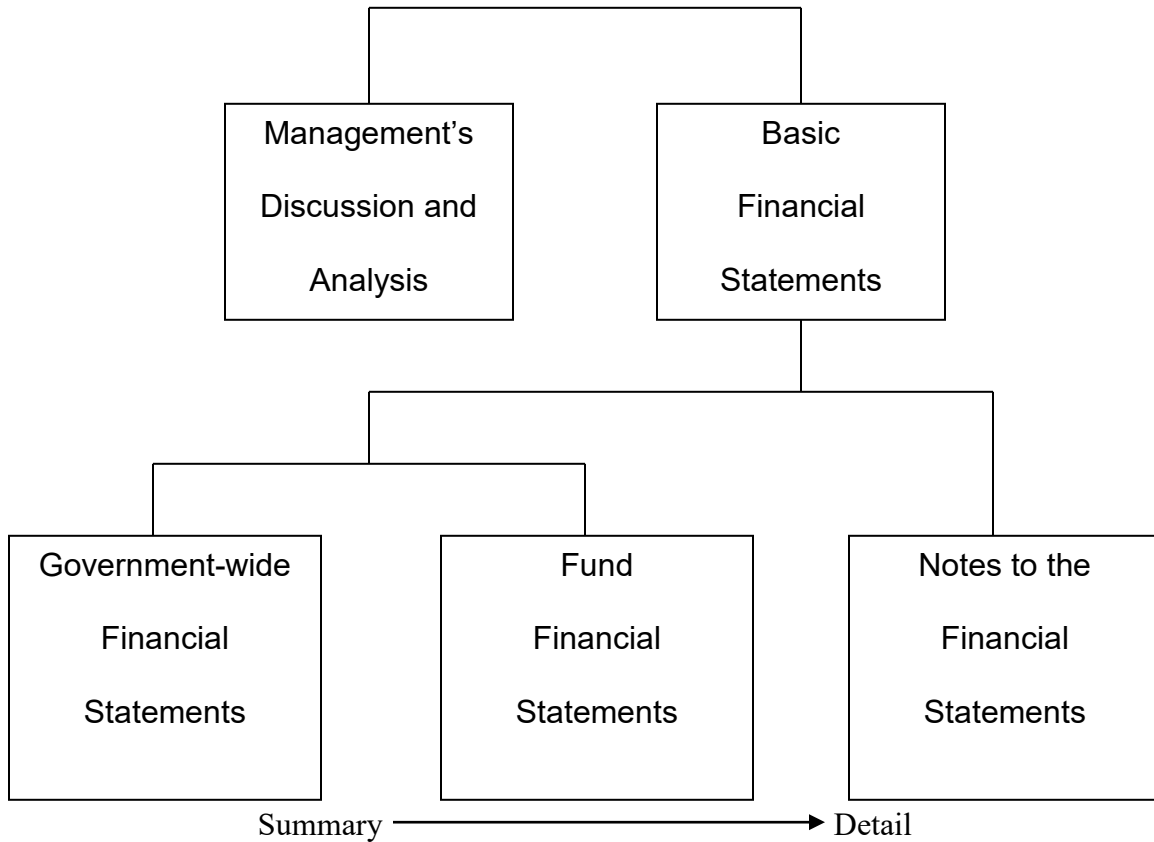 Management’s
Discussion and
Analysis
Basic
Financial
Statements
Government-wide
Financial
Statements
Fund
Financial
Statements
Notes to the
Financial
Statements
Summary
Detail